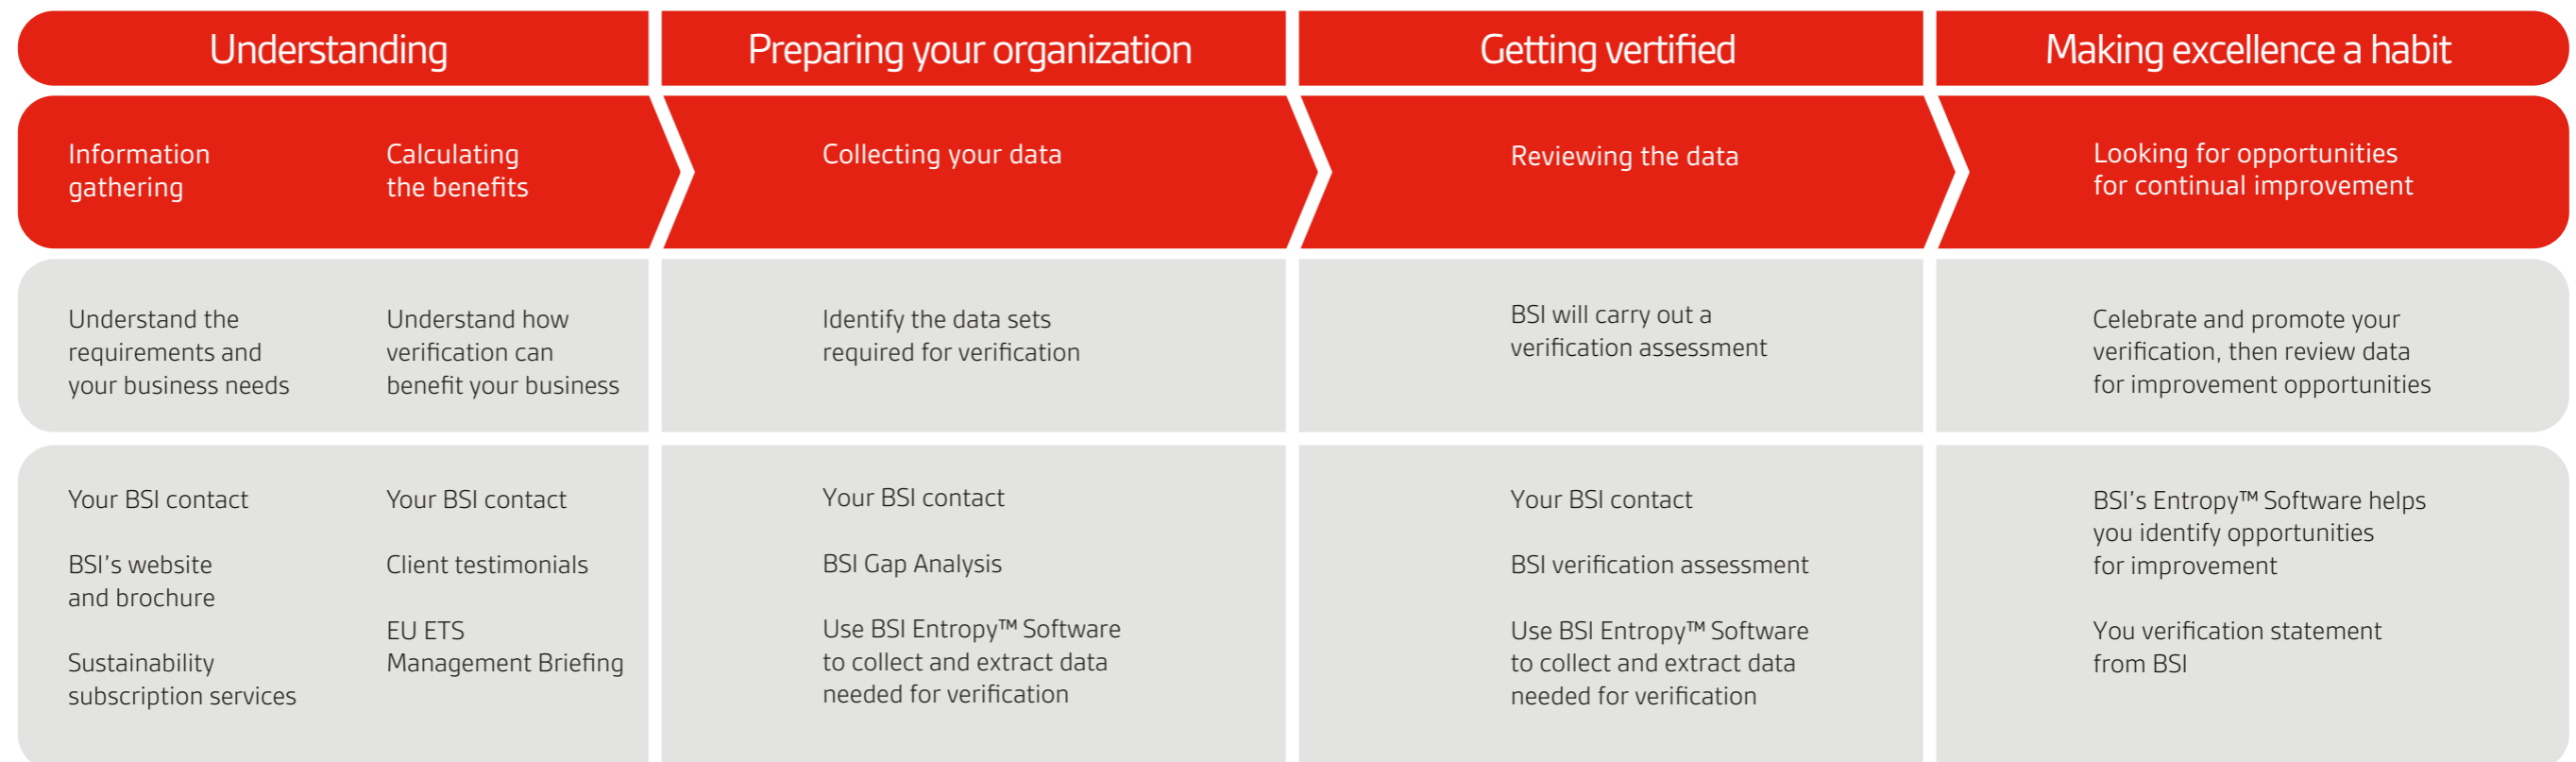 Understanding
Preparing your organization
Getting vertified
Making excellence a habit
Information
gathering
Calculating
the benefits
Collecting your data
Reviewing the data
Looking for opportunities
for continual improvement
Understand the
requirements and
your business needs
Understand how
verification can
benefit your business
Identify the data sets
required for verification
BSI will carry out a
verification assessment
Celebrate and promote your
verification, then review data
for improvement opportunities
Your BSI contact
BSI's website
and brochure
Sustainability
subscription services
Your BSI contact
Client testimonials
EU ETS
Management Briefing
Your BSI contact
BSI Gap Analysis
Use BSI Entropy™ Software
to collect and extract data
needed for verification
Your BSI contact
BSI verification assessment
Use BSI Entropy™ Software
to collect and extract data
needed for verification
BSI's Entropy™ Software helps
you identify opportunities
for improvement
You verification statement
from BSI